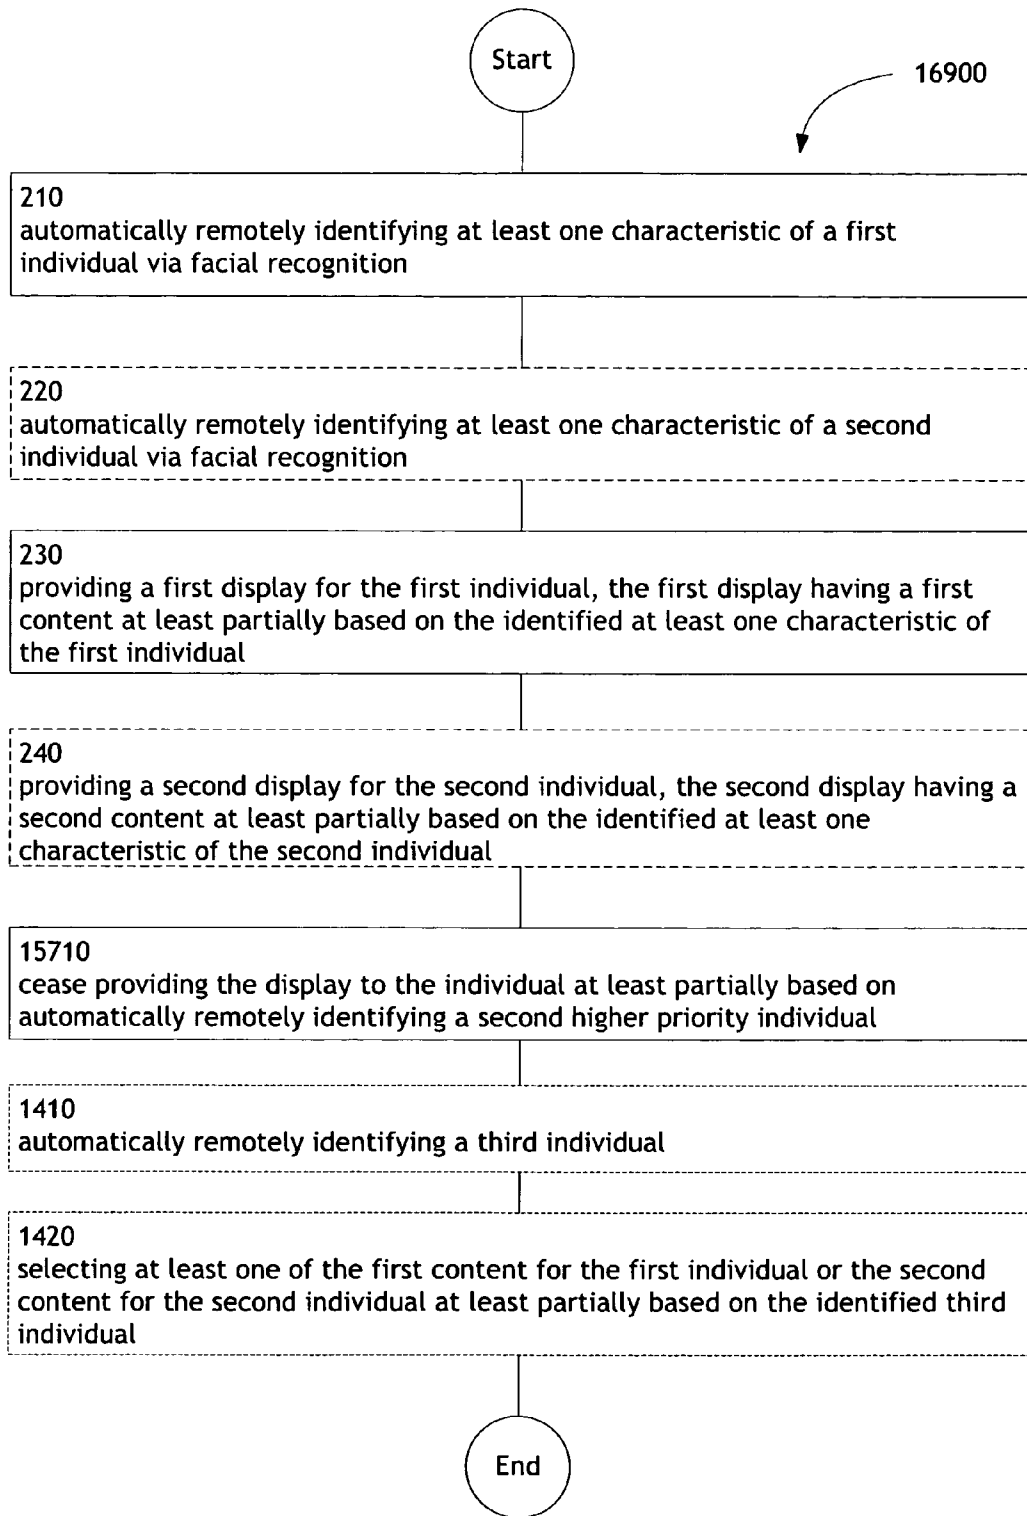 Start
16900
210
automatically remotely identifying at least one characteristic of a first
individual via facial recognition
220
automatically remotely identifying at least one characteristic of a second
individual via facial recognition
230
providing a first display for the first individual, the first display having a first
content at least partially based on the identified at least one characteristic of
the first individual
240
providing a second display for the second individual, the second display having a
second content at least partially based on the identified at least one
characteristic of the second individual
15710
cease providing the display to the individual at least partially based on
automatically remotely identifying a second higher priority individual
1410
automatically remotely identifying a third individual
1420
selecting at least one of the first content for the first individual or the second
content for the second individual at least partially based on the identified third
individual
End